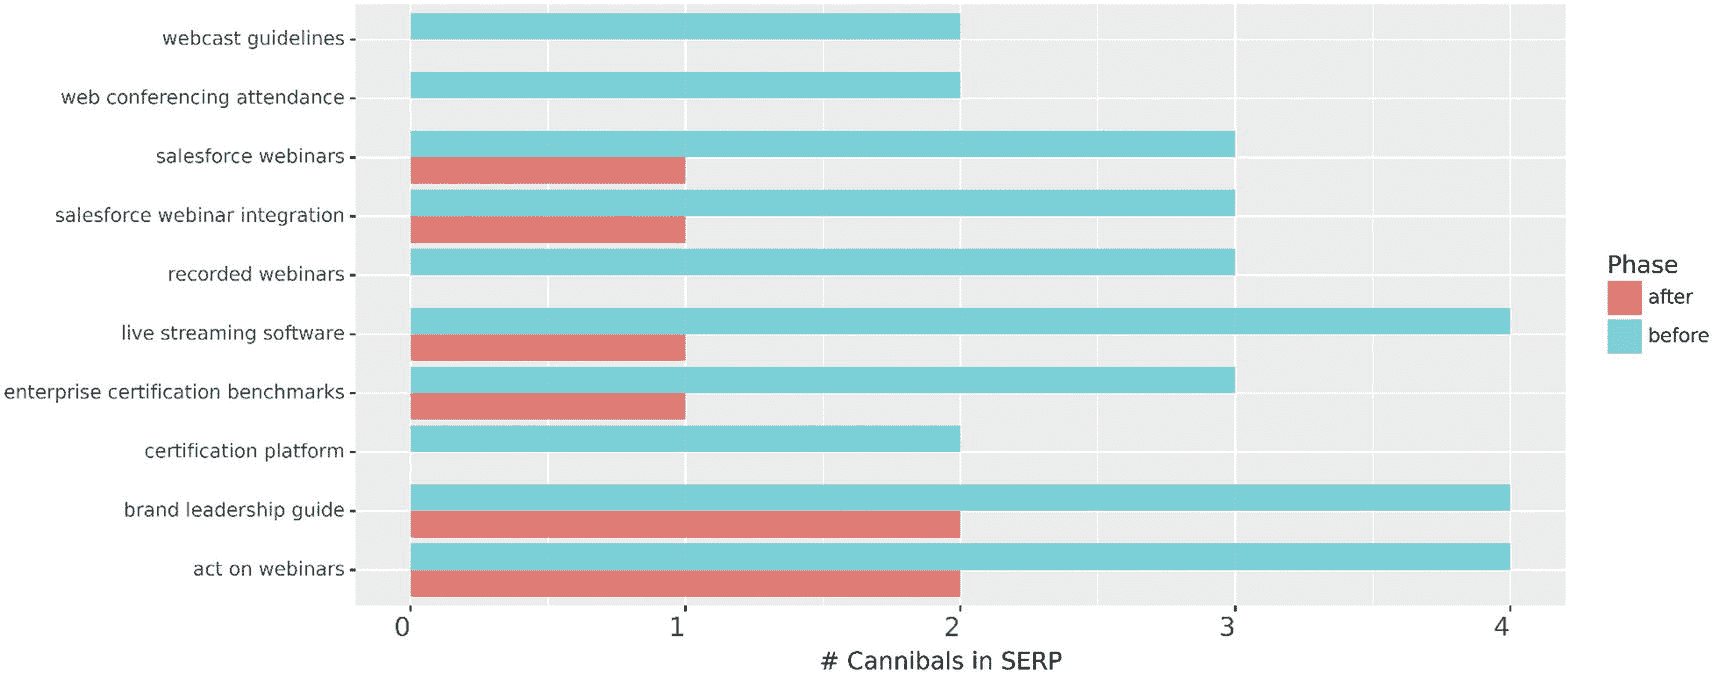 webcast guidelines
web conferencing attendance
salesforce webinars
salesforce webinar integration
recorded webinars
live streaming software
enterprise certification benchmarks
certification platform
brand leadership guide
act on webinars
0 1 2 3 4
# Cannibals in SERP
Phase
after
before